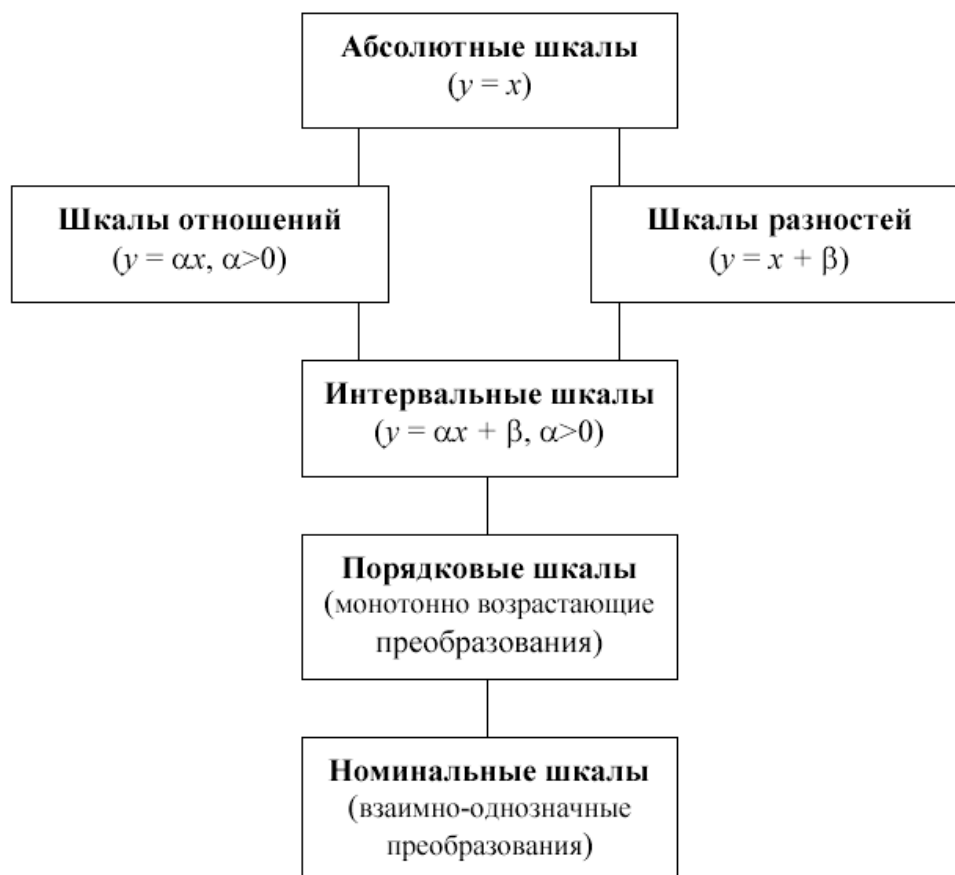 Абсолютные шкалы
(y = x)
Шкалы отношений
(y = αx, α>0)
Шкалы разностей
(y = x + β)
Интервальные шкалы
(y = αx + β, α>0)
Порядковые шкалы
(монотонно возрастающие
преобразования)
Номинальные шкалы
(взаимно-однозначные
преобразования)